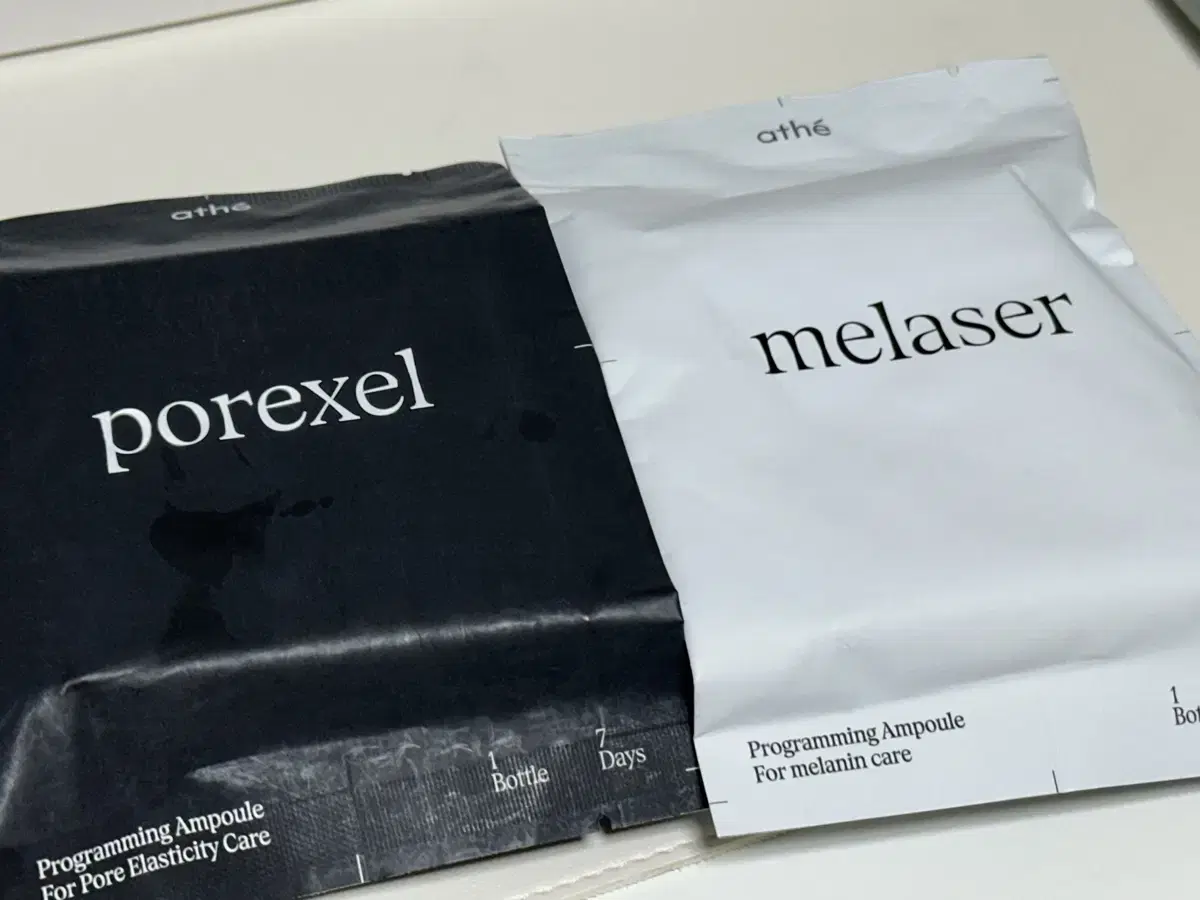 athé
porexel
Programming Ampoule
For Pore Elasticity Care
1
Bottle
7
Days
athé
melaser
Programming Ampoule
For melanin care
1